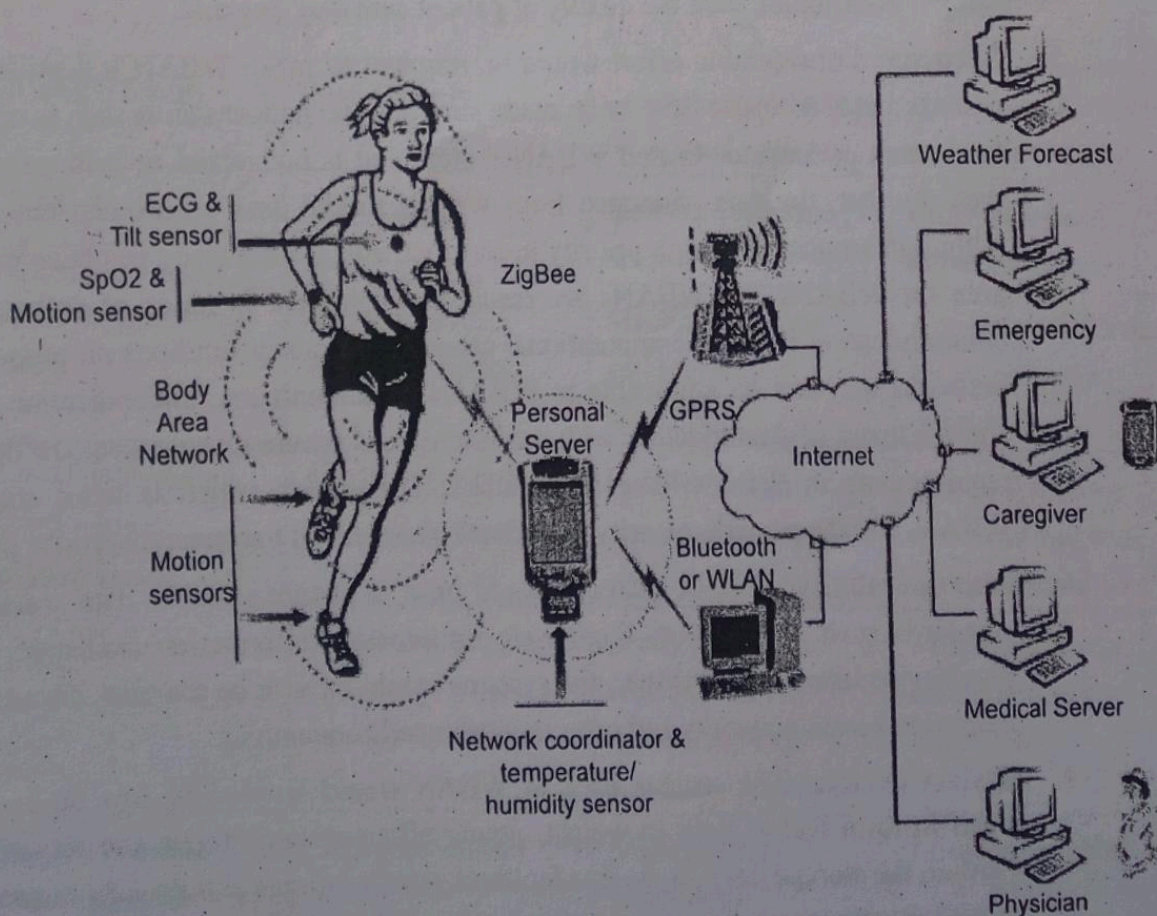 Weather Forecast
ECG &
Tilt sensor
SpO2 &
Motion sensor
ZigBee
Emergency
Body
Area
Network
Personal
Server
GPRS
Internet
Caregiver
Motion
sensors
Bluetooth
or WLAN
Medical Server
Network coordinator &
temperature/
humidity sensor
Physician